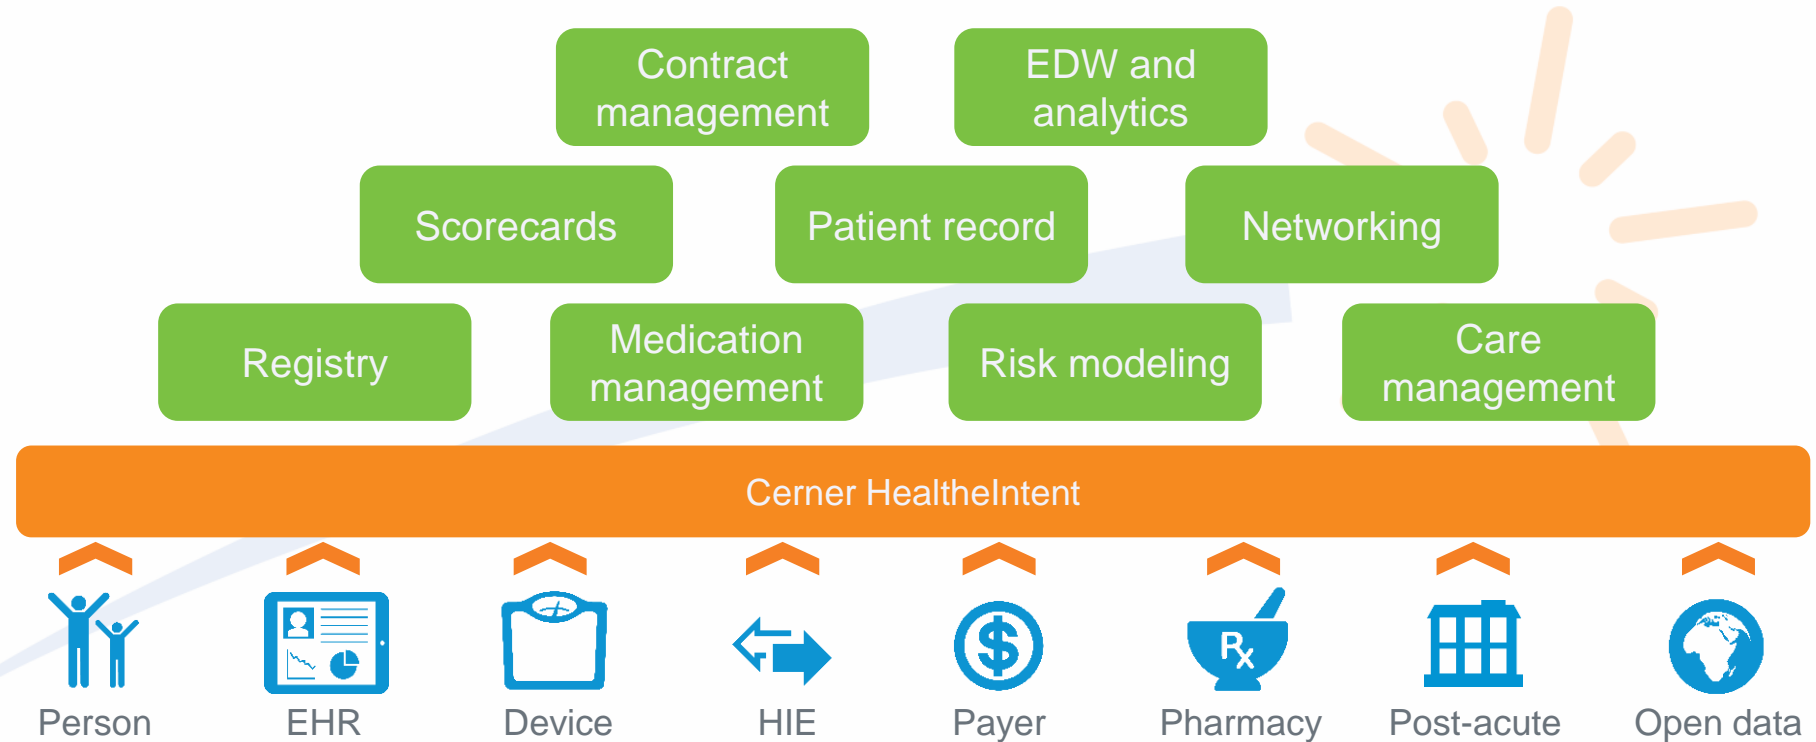 Contract
management
EDW and
analytics
Scorecards
Patient record
Networking
Registry
Medication
management
Risk modeling
Care
management
Cerner HealtheIntent
$
Rx
Person
EHR
Device
HIE
Payer
Pharmacy
Post-acute
Open data